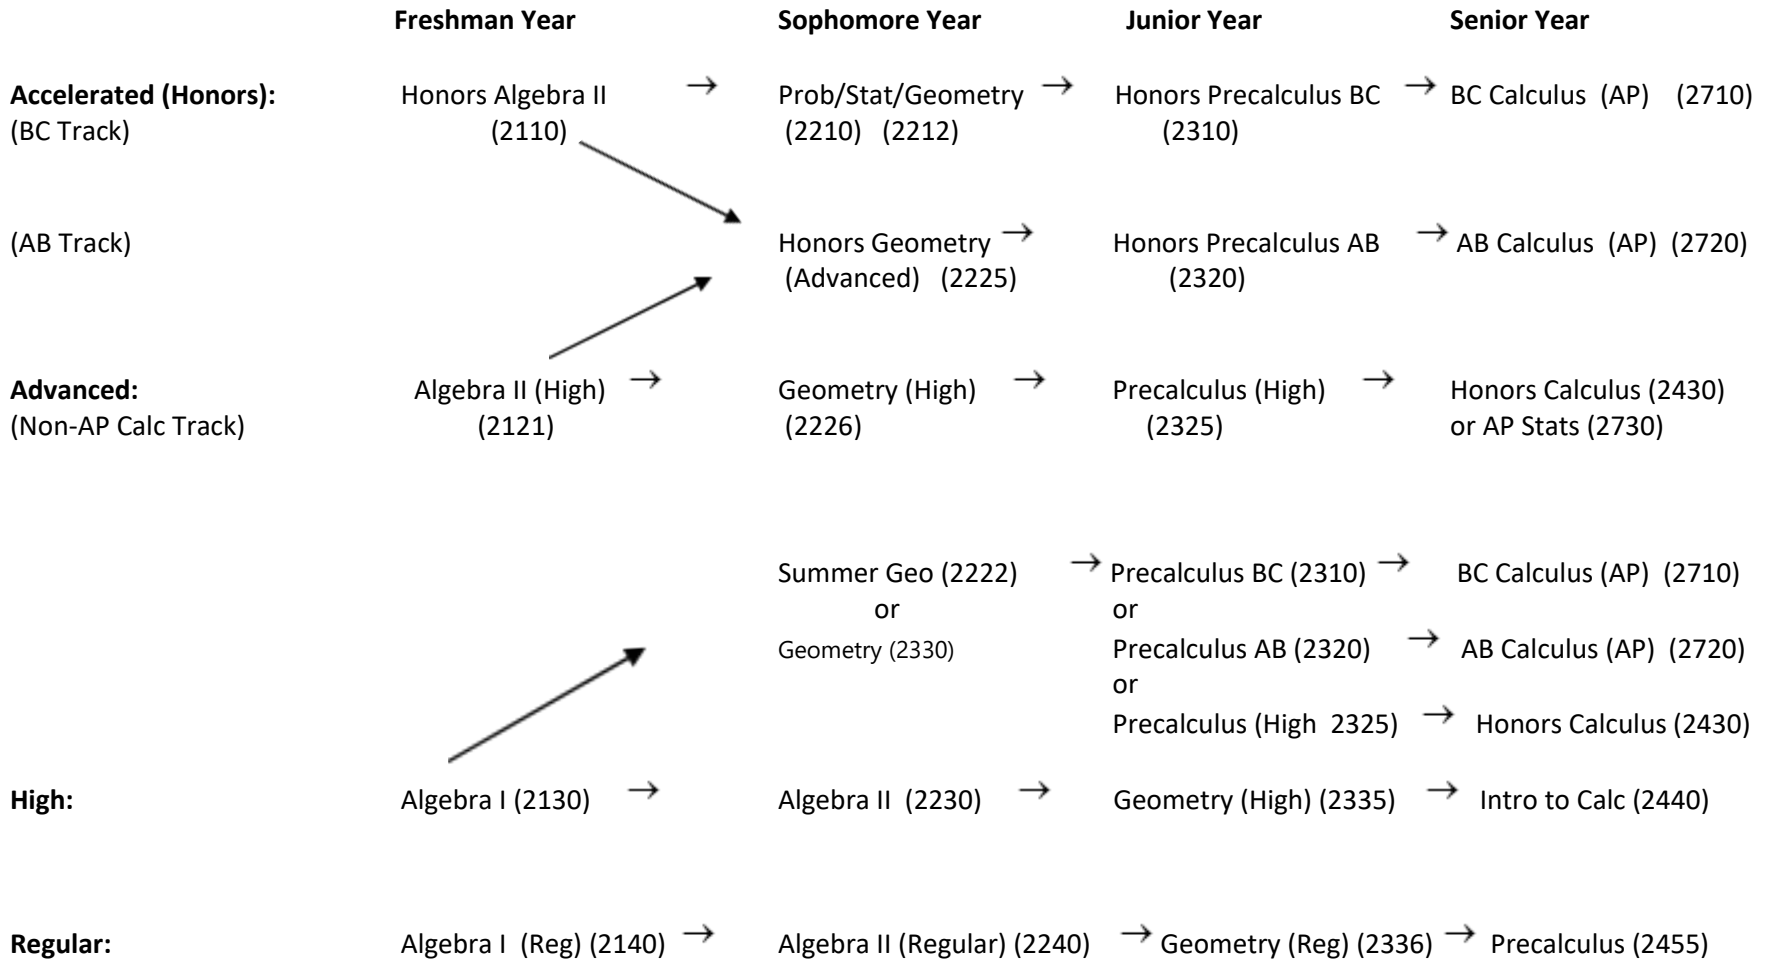 Freshman Year Sophomore Year Junior Year Senior Year
Accelerated (Honors): Honors Algebra II → Prob/Stat/Geometry → Honors Precalculus BC → BC Calculus (AP) (2710)
(BC Track) (2110) (2210) (2212) (2310)
(AB Track) Honors Geometry → Honors Precalculus AB → AB Calculus (AP) (2720)
(Advanced) (2225) (2320)
Advanced: Algebra II (High) → Geometry (High) → Precalculus (High) → Honors Calculus (2430)
(Non-AP Calc Track) (2121) (2226) (2325) or AP Stats (2730)
Summer Geo (2222) → Precalculus BC (2310) → BC Calculus (AP) (2710)
or or
Geometry (2330) Precalculus AB (2320) → AB Calculus (AP) (2720)
or
Precalculus (High 2325) → Honors Calculus (2430)
High: Algebra I (2130) → Algebra II (2230) → Geometry (High) (2335) → Intro to Calc (2440)
Regular: Algebra I (Reg) (2140) → Algebra II (Regular) (2240) → Geometry (Reg) (2336) → Precalculus (2455)